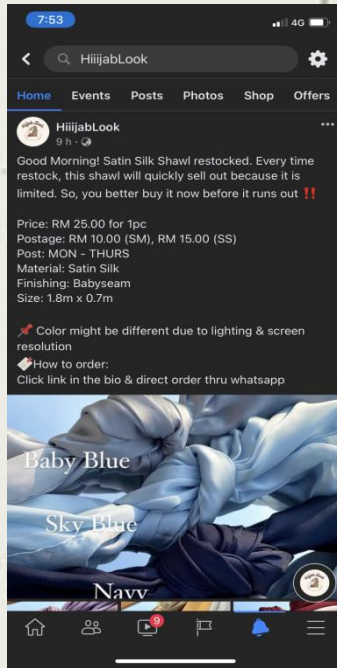 7:53
4G
HiiijabLook
Home Events Posts Photos Shop Offers
HiiijabLook
9 h ·
Good Morning! Satin Silk Shawl restocked. Every time
restock, this shawl will quickly sell out because it is
limited. So, you better buy it now before it runs out ‼️
Price: RM 25.00 for 1pc
Postage: RM 10.00 (SM), RM 15.00 (SS)
Post: MON - THURS
Material: Satin Silk
Finishing: Babyseam
Size: 1.8m x 0.7m
📌 Color might be different due to lighting & screen
resolution
🏷️How to order:
Click link in the bio & direct order thru whatsapp
Baby Blue
Sky Blue
Navy
9